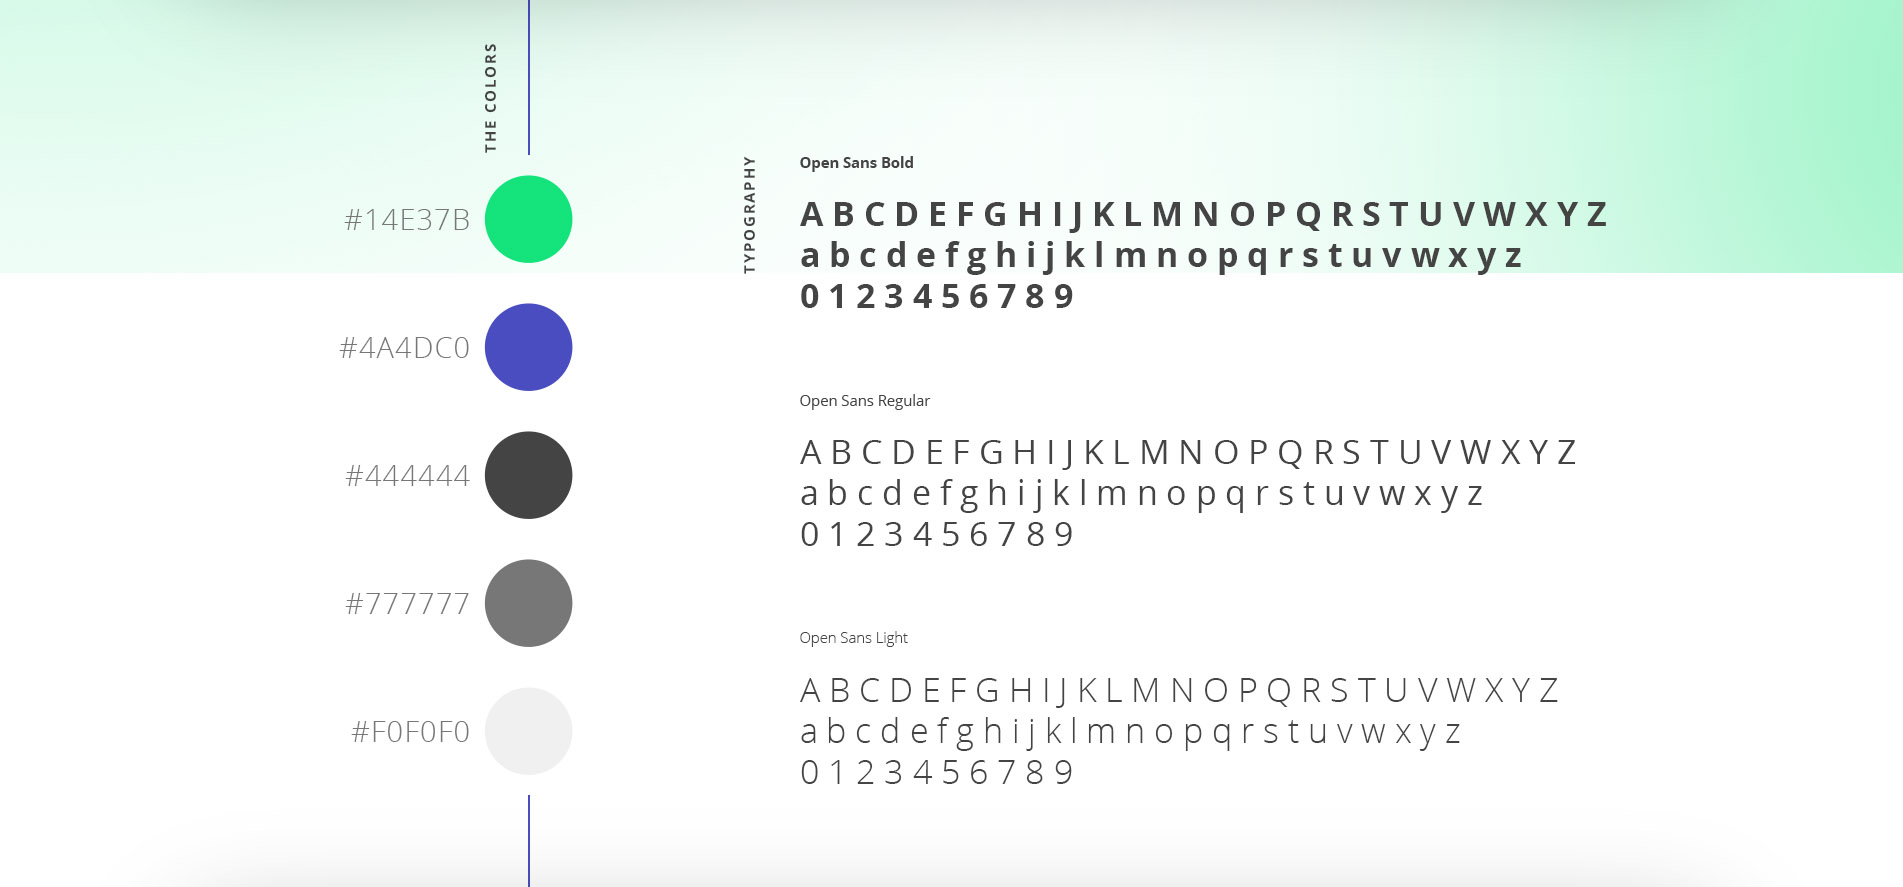 THE COLORS
#14E37B
#4A4DC0
#444444
#777777
#F0F0F0
TYPOGRAPHY
Open Sans Bold
A B C D E F G H I J K L M N O P Q R S T U V W X Y Z
a b c d e f g h i j k l m n o p q r s t u v w x y z
0 1 2 3 4 5 6 7 8 9
Open Sans Regular
A B C D E F G H I J K L M N O P Q R S T U V W X Y Z
a b c d e f g h i j k l m n o p q r s t u v w x y z
0 1 2 3 4 5 6 7 8 9
Open Sans Light
A B C D E F G H I J K L M N O P Q R S T U V W X Y Z
a b c d e f g h i j k l m n o p q r s t u v w x y z
0 1 2 3 4 5 6 7 8 9